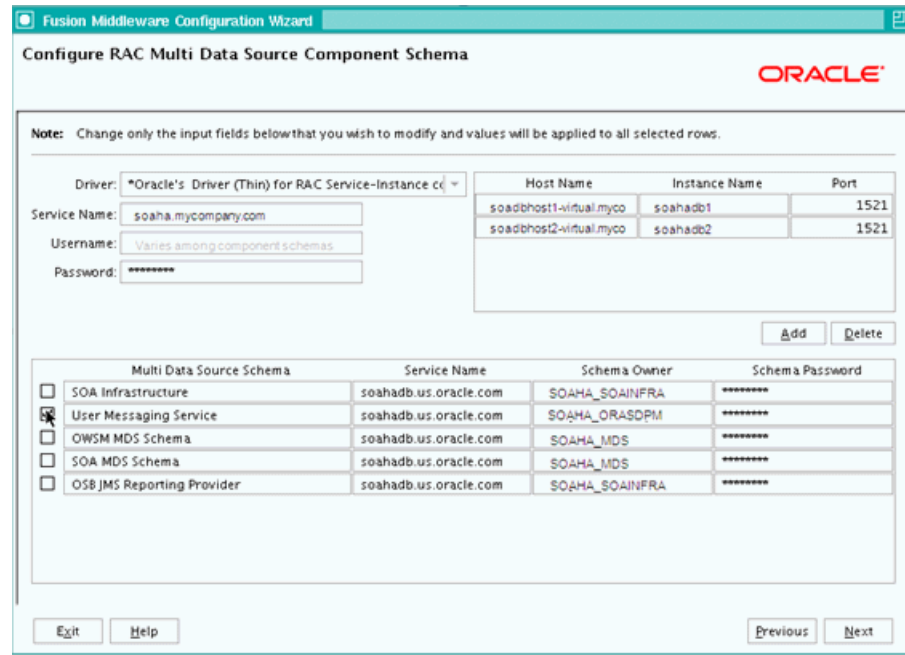 Fusion Middleware Configuration Wizard
Configure RAC Multi Data Source Component Schema
ORACLE
Note: Change only the input fields below that you wish to modify and values will be applied to all selected rows.
Driver: *Oracle's Driver (Thin) for RAC Service-Instance co
Service Name: soaha.mycompany.com
Username: Varies among component schemas
Password: ********
Host Name Instance Name Port
soadbhost1-virtual.myco soahadb1 1521
soadbhost2-virtual.myco soahadb2 1521
Add Delete
Multi Data Source Schema Service Name Schema Owner Schema Password
SOA Infrastructure soahadb.us.oracle.com SOAHA_SOAINFRA ********
User Messaging Service soahadb.us.oracle.com SOAHA_ORASDPM ********
OWSM MDS Schema soahadb.us.oracle.com SOAHA_MDS ********
SOA MDS Schema soahadb.us.oracle.com SOAHA_MDS ********
OSB JMS Reporting Provider soahadb.us.oracle.com SOAHA_SOAINFRA ********
Exit Help Previous Next